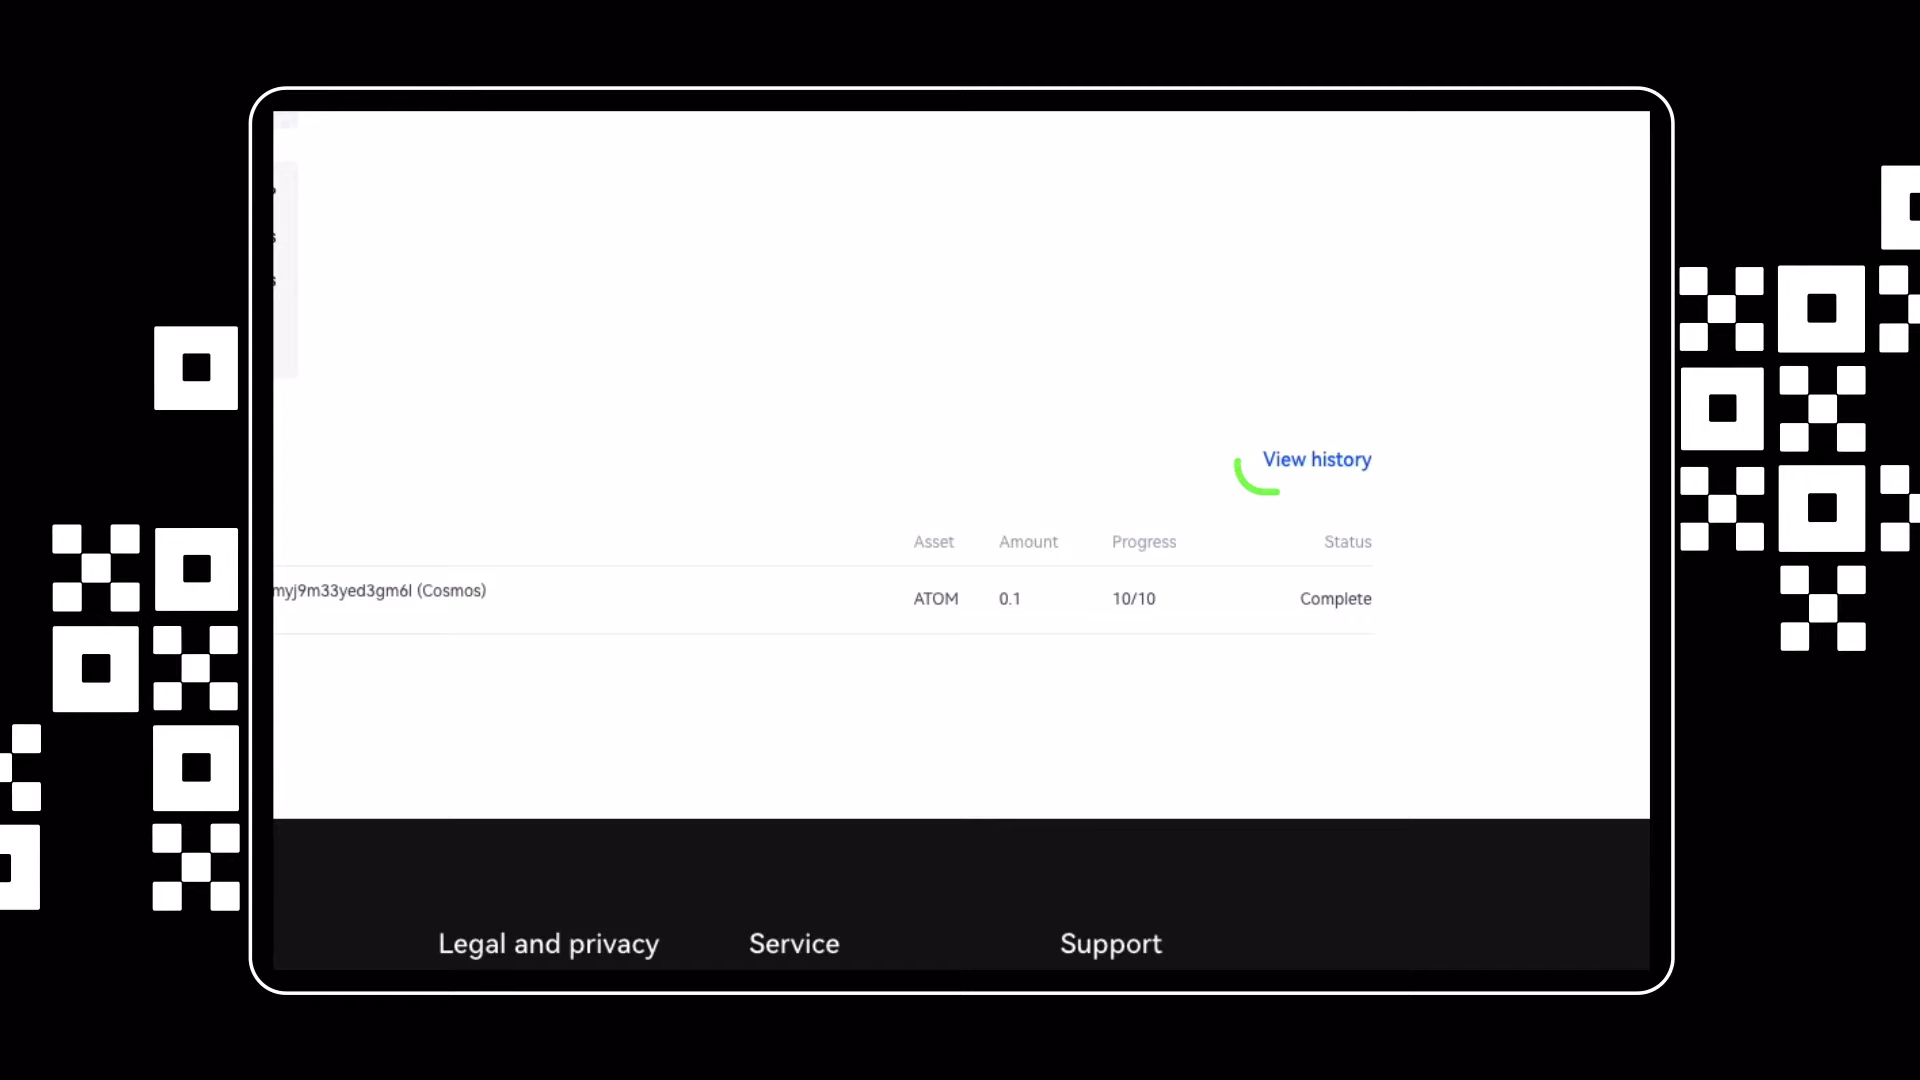 View history
Asset Amount Progress Status
myj9m33yed3gm6l (Cosmos) ATOM 0.1 10/10 Complete
Legal and privacy Service Support